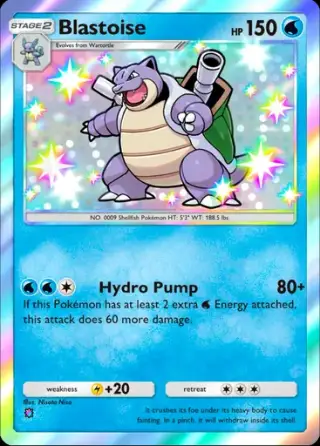 STAGE 2 Blastoise HP 150
Evolves from Wartortle
NO. 0009 Shellfish Pokémon HT: 5'3" WT: 188.5 lbs.
Hydro Pump 80+
If this Pokémon has at least 2 extra Energy attached,
this attack does 60 more damage.
weakness +20 retreat
Illus.
It crushes its foe under its heavy body to cause
fainting. In a pinch, it will withdraw inside its shell.